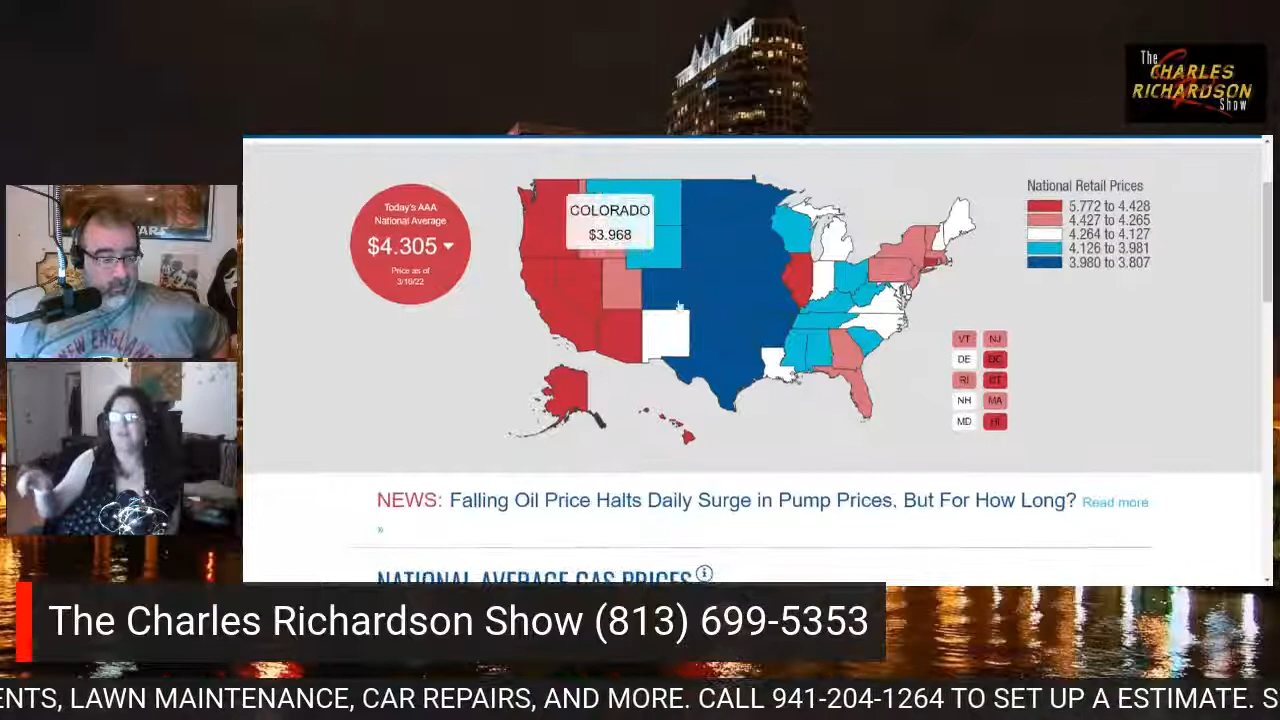 The
CHARLES
RICHARDSON
Show
National Retail Prices
5.772 to 4.428
4.427 to 4.265
4.264 to 4.127
4.126 to 3.981
3.980 to 3.807
Today's AAA
National Average
$4.305
Price as of
3/16/22
COLORADO
$3.968
VT NJ
DE DC
RI CT
NH MA
MD HI
NEW ENGLAND
NEWS: Falling Oil Price Halts Daily Surge in Pump Prices, But For How Long? Read more
»
NATIONAL AVERAGE GAS PRICES
The Charles Richardson Show (813) 699-5353
ENTS, LAWN MAINTENANCE, CAR REPAIRS, AND MORE. CALL 941-204-1264 TO SET UP A ESTIMATE. S